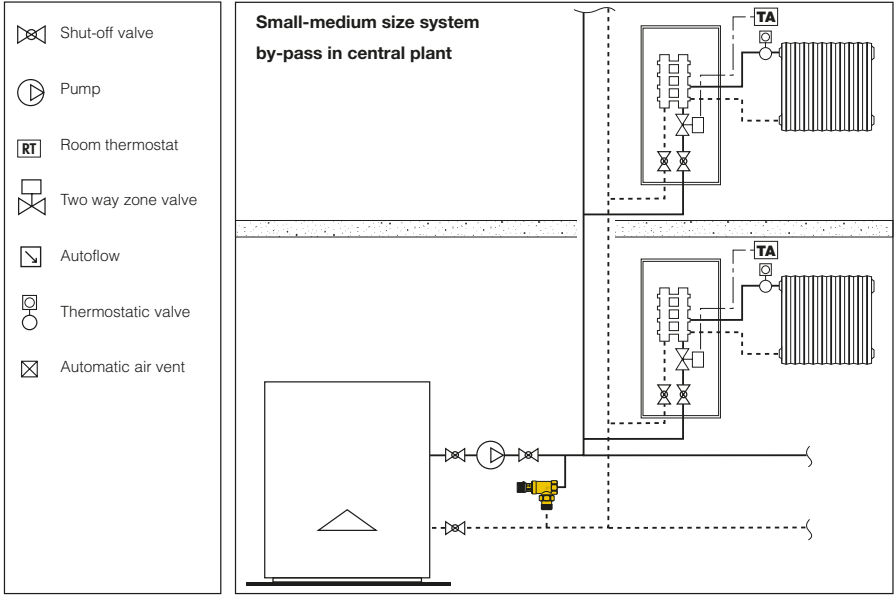 Shut-off valve
Pump
RT
Room thermostat
Two way zone valve
Autoflow
Thermostatic valve
Automatic air vent
Small-medium size system
by-pass in central plant
TA
TA